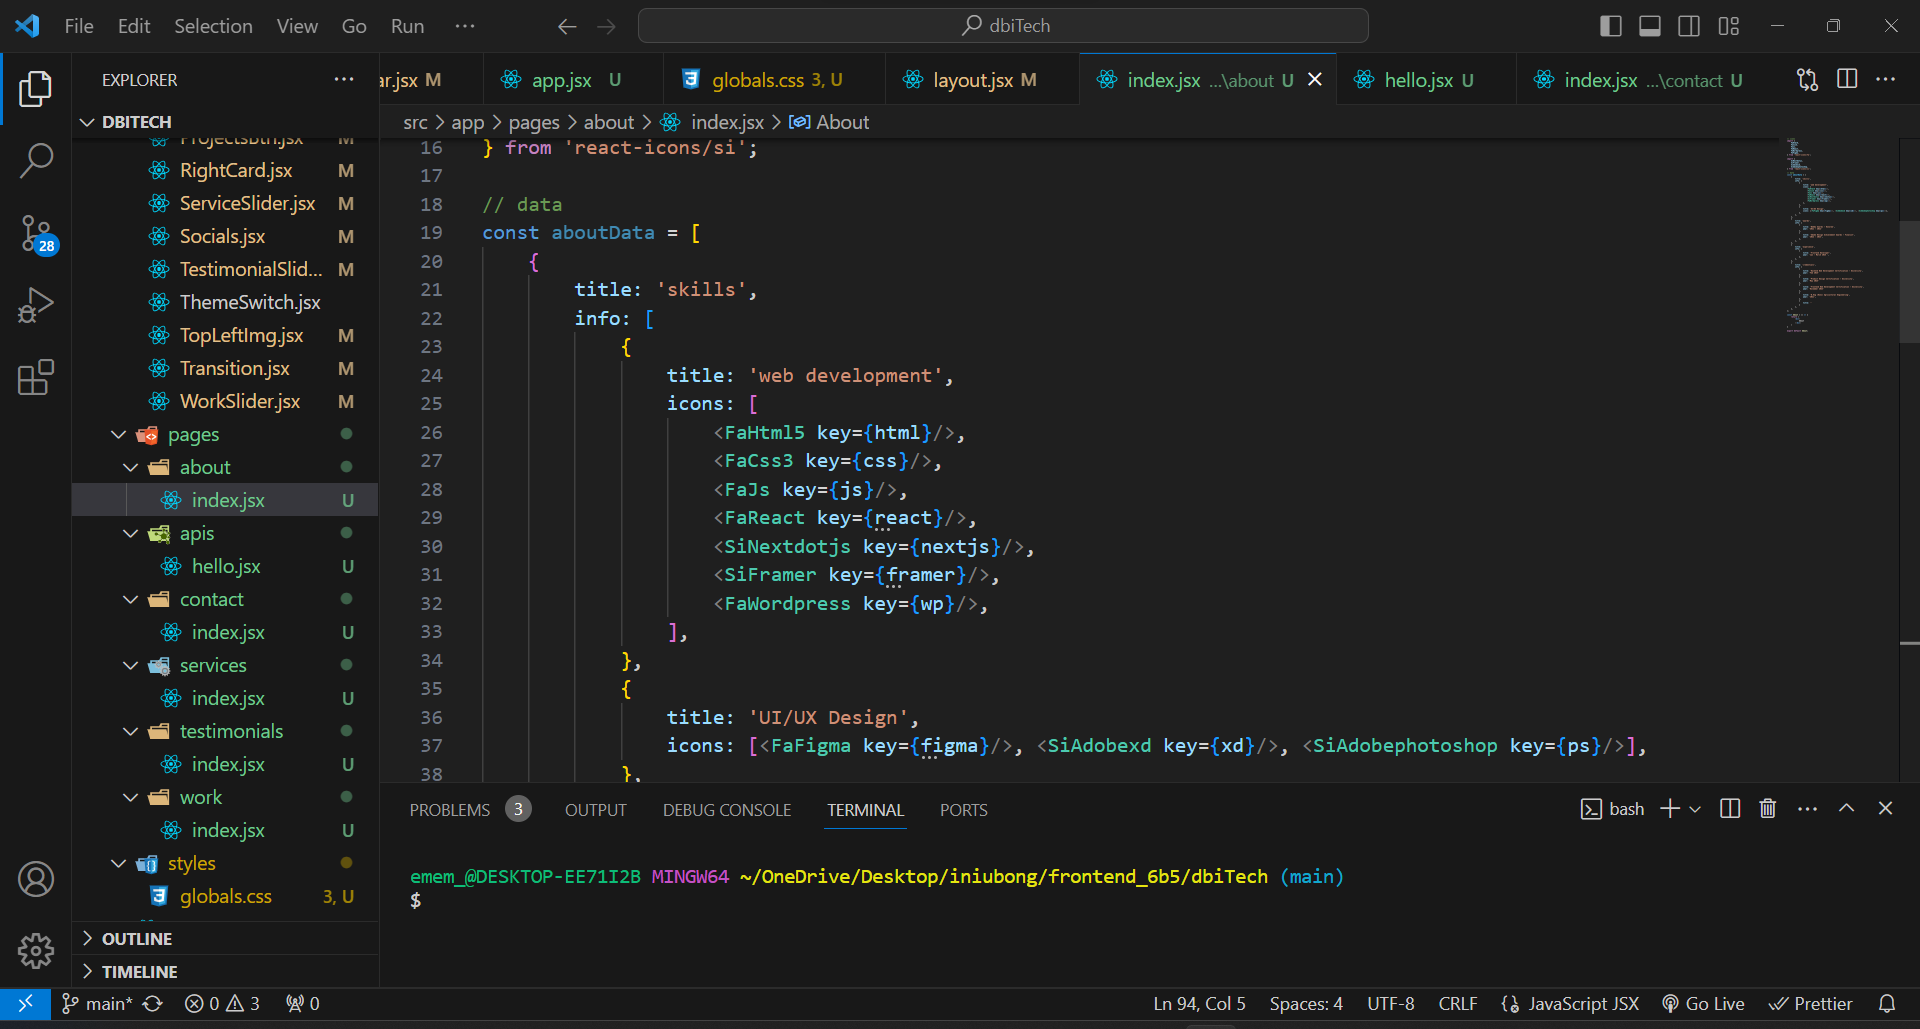 File Edit Selection View Go Run ···
dbiTech
EXPLORER ···
ar.jsx M
app.jsx U
globals.css 3, U
layout.jsx M
index.jsx ...\about U
hello.jsx U
index.jsx ...\contact U
DBITECH
ProjectsBtn.jsx M
RightCard.jsx M
ServiceSlider.jsx M
Socials.jsx M
TestimonialSlid... M
ThemeSwitch.jsx
TopLeftImg.jsx M
Transition.jsx M
WorkSlider.jsx M
pages
about
index.jsx U
apis
hello.jsx U
contact
index.jsx U
services
index.jsx U
testimonials
index.jsx U
work
index.jsx U
styles
globals.css 3, U
OUTLINE
TIMELINE
28
src > app > pages > about > index.jsx > About
16 } from 'react-icons/si';
17
18 // data
19 const aboutData = [
20 {
21 title: 'skills',
22 info: [
23 {
24 title: 'web development',
25 icons: [
26 <FaHtml5 key={html}/>,
27 <FaCss3 key={css}/>,
28 <FaJs key={js}/>,
29 <FaReact key={react}/>,
30 <SiNextdotjs key={nextjs}/>,
31 <SiFramer key={framer}/>,
32 <FaWordpress key={wp}/>,
33 ],
34 },
35 {
36 title: 'UI/UX Design',
37 icons: [<FaFigma key={figma}/>, <SiAdobexd key={xd}/>, <SiAdobephotoshop key={ps}/>],
38 },
PROBLEMS 3 OUTPUT DEBUG CONSOLE TERMINAL PORTS
bash
emem_@DESKTOP-EE71I2B MINGW64 ~/OneDrive/Desktop/iniubong/frontend_6b5/dbiTech (main)
$
main* 0 3 0
Ln 94, Col 5 Spaces: 4 UTF-8 CRLF JavaScript JSX Go Live Prettier